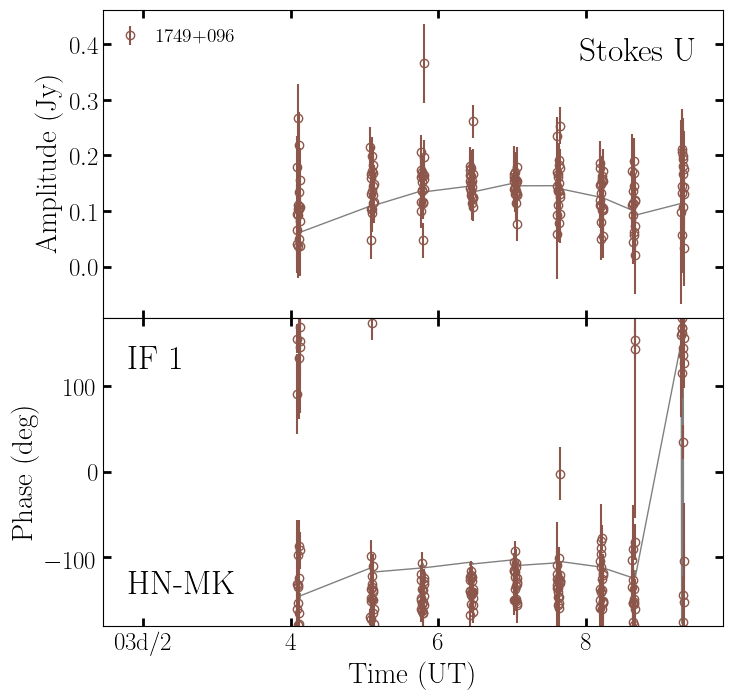 1749+096
Stokes U
0.4
0.3
0.2
0.1
0.0
Amplitude (Jy)
IF 1
100
0
−100
Phase (deg)
HN-MK
03d/2 4 6 8
Time (UT)